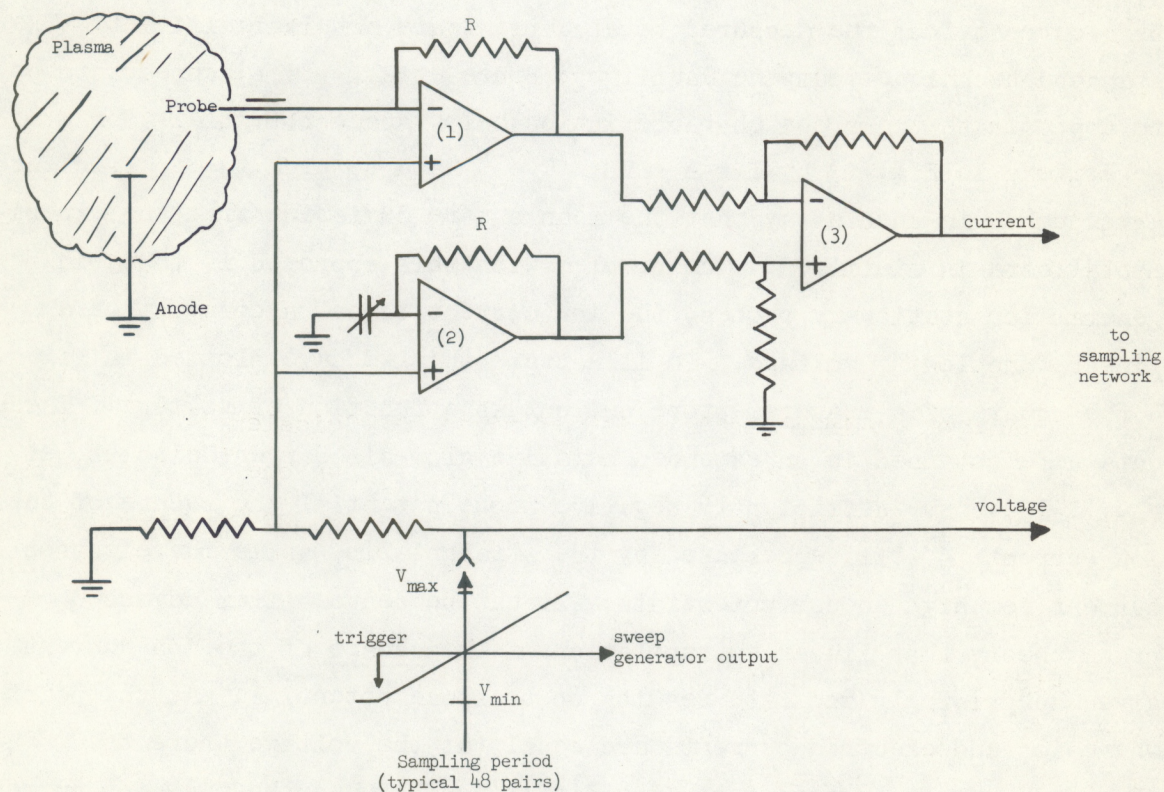 R
Plasma
Probe
−
(1)
+
R
−
(3)
+
current
Anode
−
(2)
+
to
sampling
network
voltage
V max
trigger
sweep
generator output
V min
Sampling period
(typical 48 pairs)